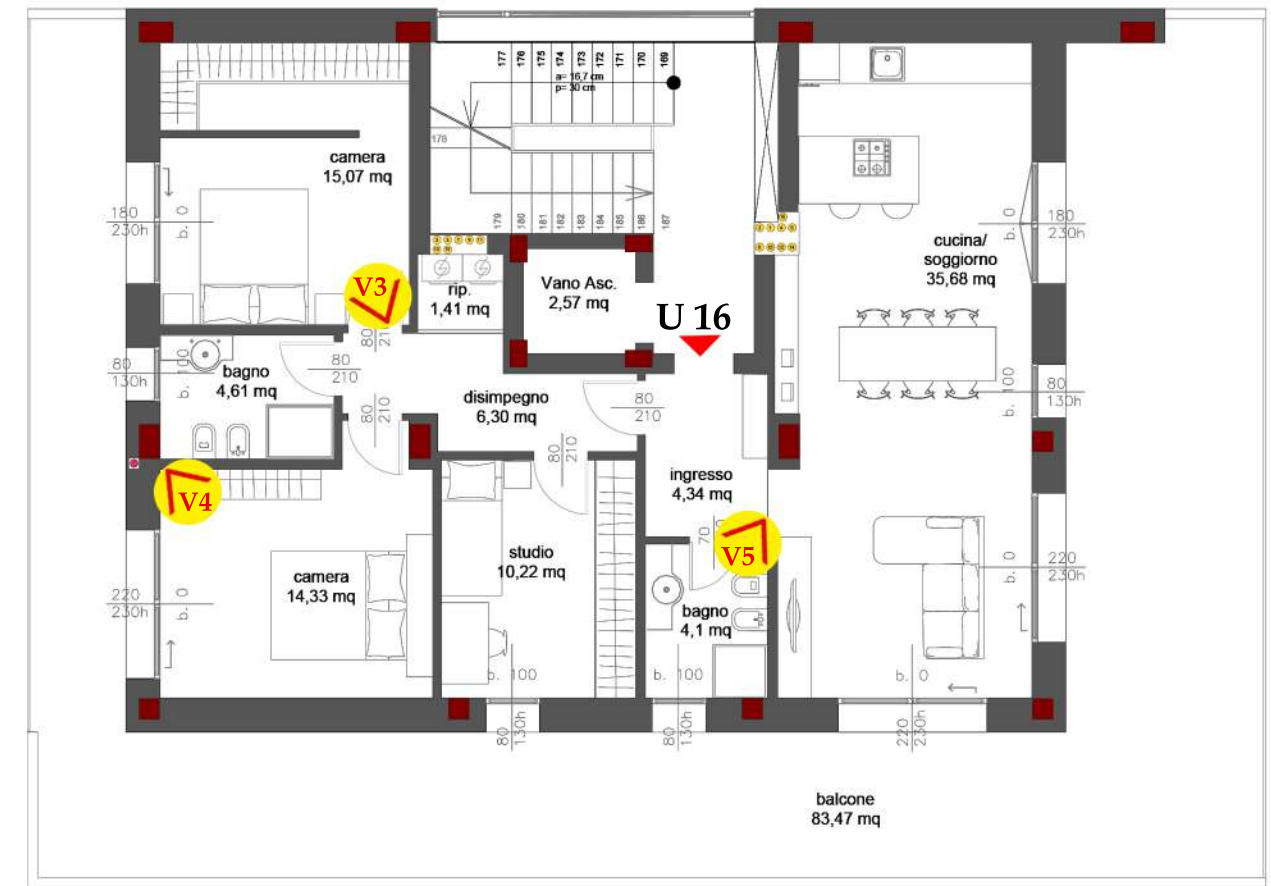 177
176
175
174
173
172
171
170
169
a= 16,7 cm
p= 30 cm
178
179
180
181
182
183
184
185
186
187
camera
15,07 mq
180
230h
b. 0
V3
80
210
rip.
1,41 mq
Vano Asc.
2,57 mq
U 16
cucina/
soggiorno
35,68 mq
b. 0
180
230h
bagno
4,61 mq
80
130h
b. 100
80
210
80
210
disimpegno
6,30 mq
80
210
80
210
b. 100
80
130h
ingresso
4,34 mq
70
V4
V5
camera
14,33 mq
220
230h
b. 0
studio
10,22 mq
b. 100
80
130h
bagno
4,1 mq
b. 100
80
130h
b. 0
220
230h
b. 0
220
230h
balcone
83,47 mq